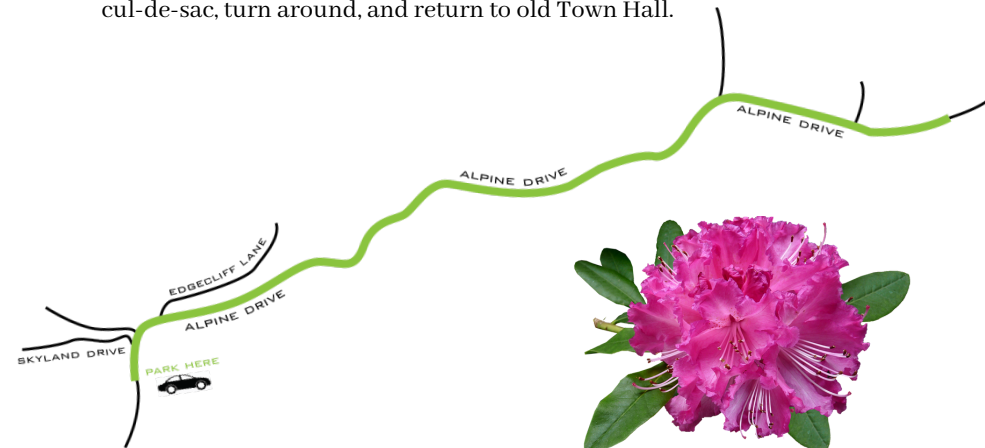 cul-de-sac, turn around, and return to old Town Hall.
ALPINE DRIVE
ALPINE DRIVE
EDGECLIFF LANE
ALPINE DRIVE
SKYLAND DRIVE
PARK HERE